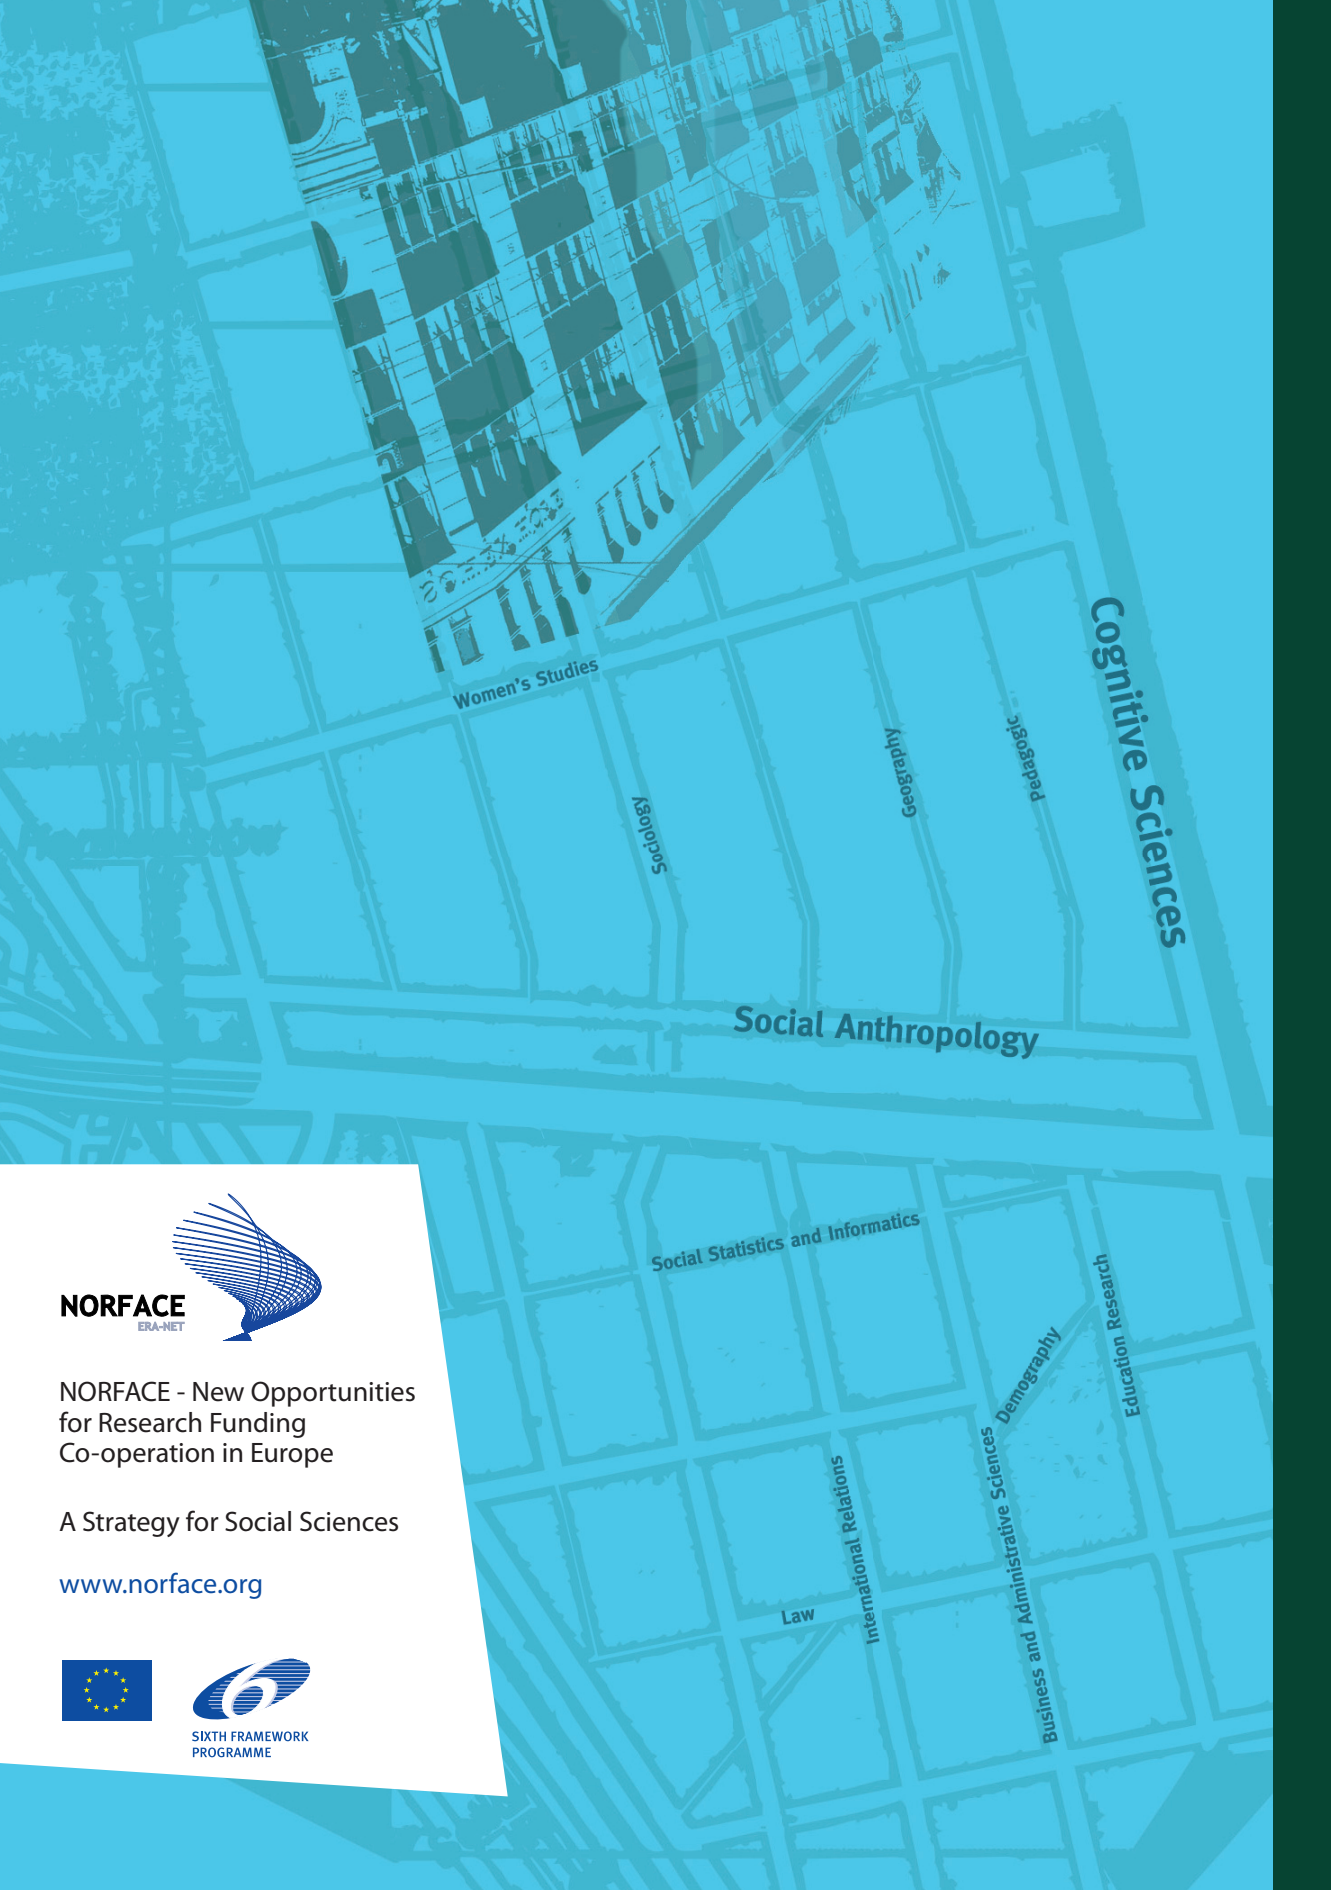 Women's Studies
Sociology
Geography
Pedagogic
Cognitive Sciences
Social Anthropology
Social Statistics and Informatics
Education Research
Demography
International Relations
Business and Administrative Sciences
Law
NORFACE
ERA-NET
NORFACE - New Opportunities
for Research Funding
Co-operation in Europe
A Strategy for Social Sciences
www.norface.org
SIXTH FRAMEWORK
PROGRAMME